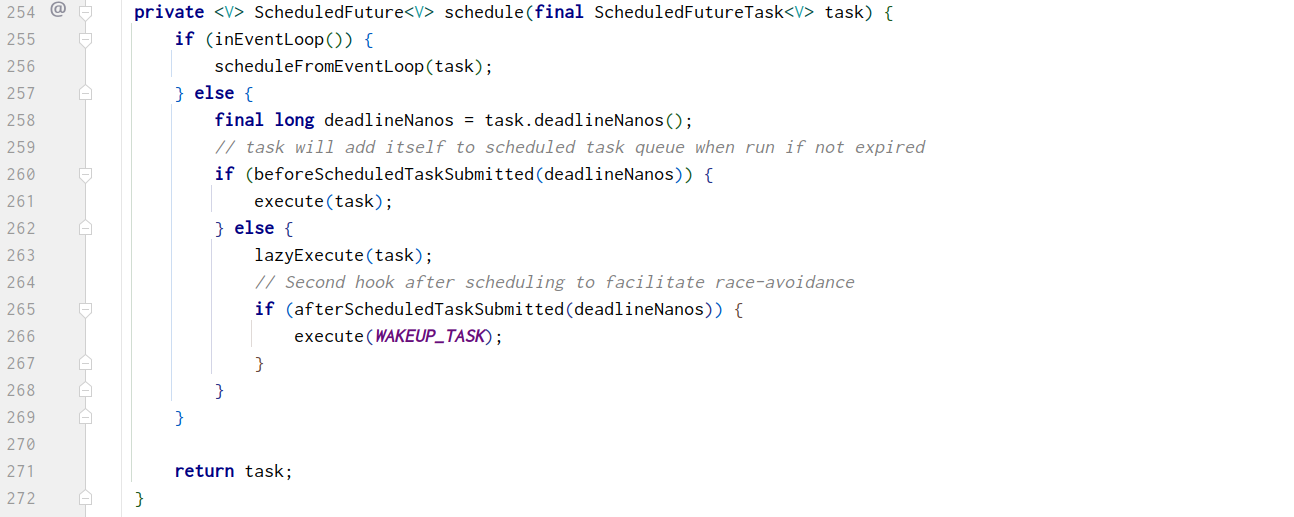 254 @ private <V> ScheduledFuture<V> schedule(final ScheduledFutureTask<V> task) {
255 if (inEventLoop()) {
256 scheduleFromEventLoop(task);
257 } else {
258 final long deadlineNanos = task.deadlineNanos();
259 // task will add itself to scheduled task queue when run if not expired
260 if (beforeScheduledTaskSubmitted(deadlineNanos)) {
261 execute(task);
262 } else {
263 lazyExecute(task);
264 // Second hook after scheduling to facilitate race-avoidance
265 if (afterScheduledTaskSubmitted(deadlineNanos)) {
266 execute(WAKEUP_TASK);
267 }
268 }
269 }
270
271 return task;
272 }